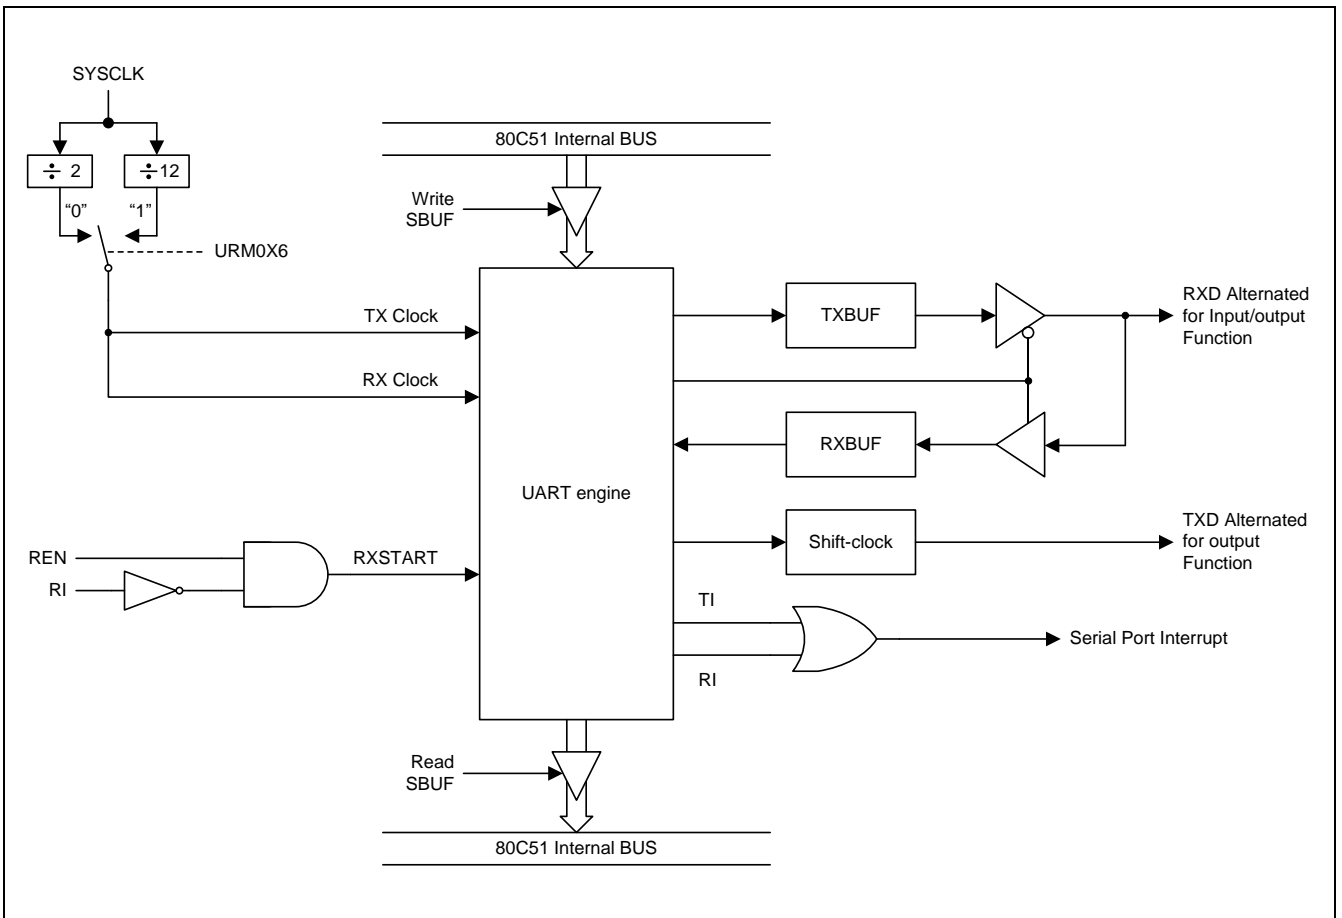 SYSCLK
÷ 2
÷12
“0”
“1”
URM0X6
80C51 Internal BUS
Write
SBUF
TX Clock
RX Clock
TXBUF
RXD Alternated
for Input/output
Function
RXBUF
UART engine
REN
RI
RXSTART
Shift-clock
TXD Alternated
for output
Function
TI
RI
Serial Port Interrupt
Read
SBUF
80C51 Internal BUS